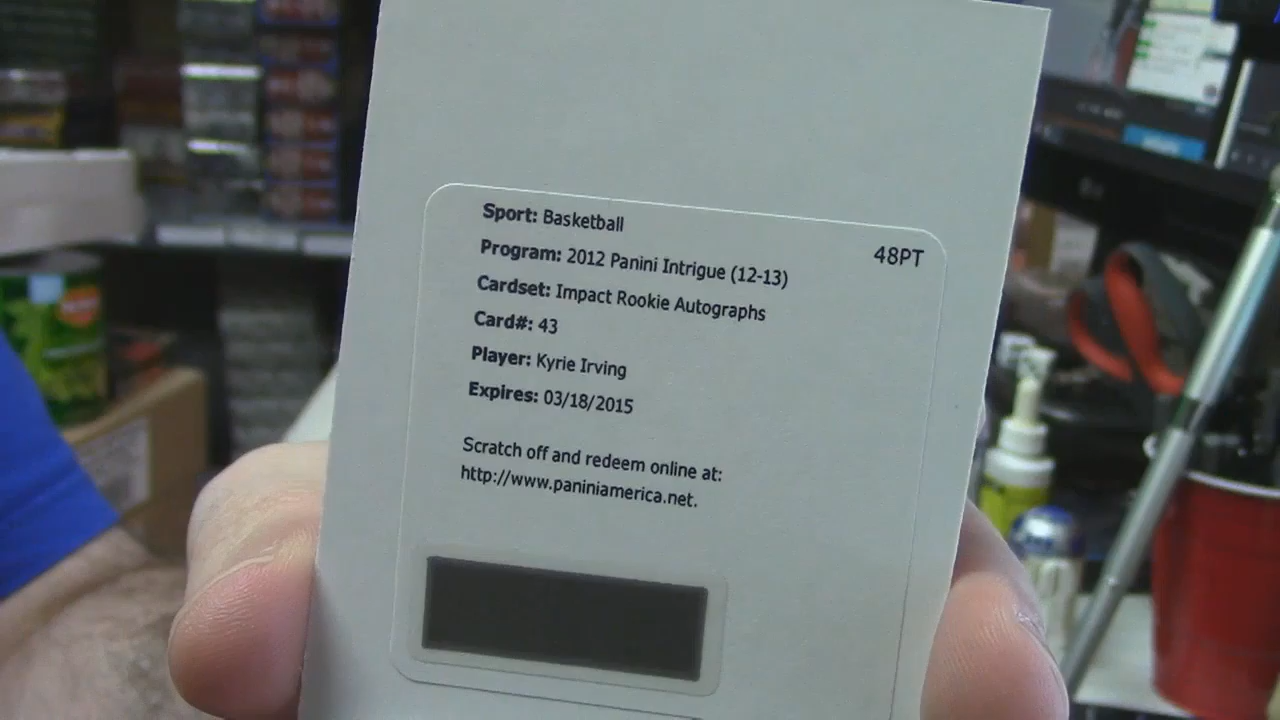 Sport: Basketball
48PT
Program: 2012 Panini Intrigue (12-13)
Cardset: Impact Rookie Autographs
Card#: 43
Player: Kyrie Irving
Expires: 03/18/2015
Scratch off and redeem online at:
http://www.paniniamerica.net.